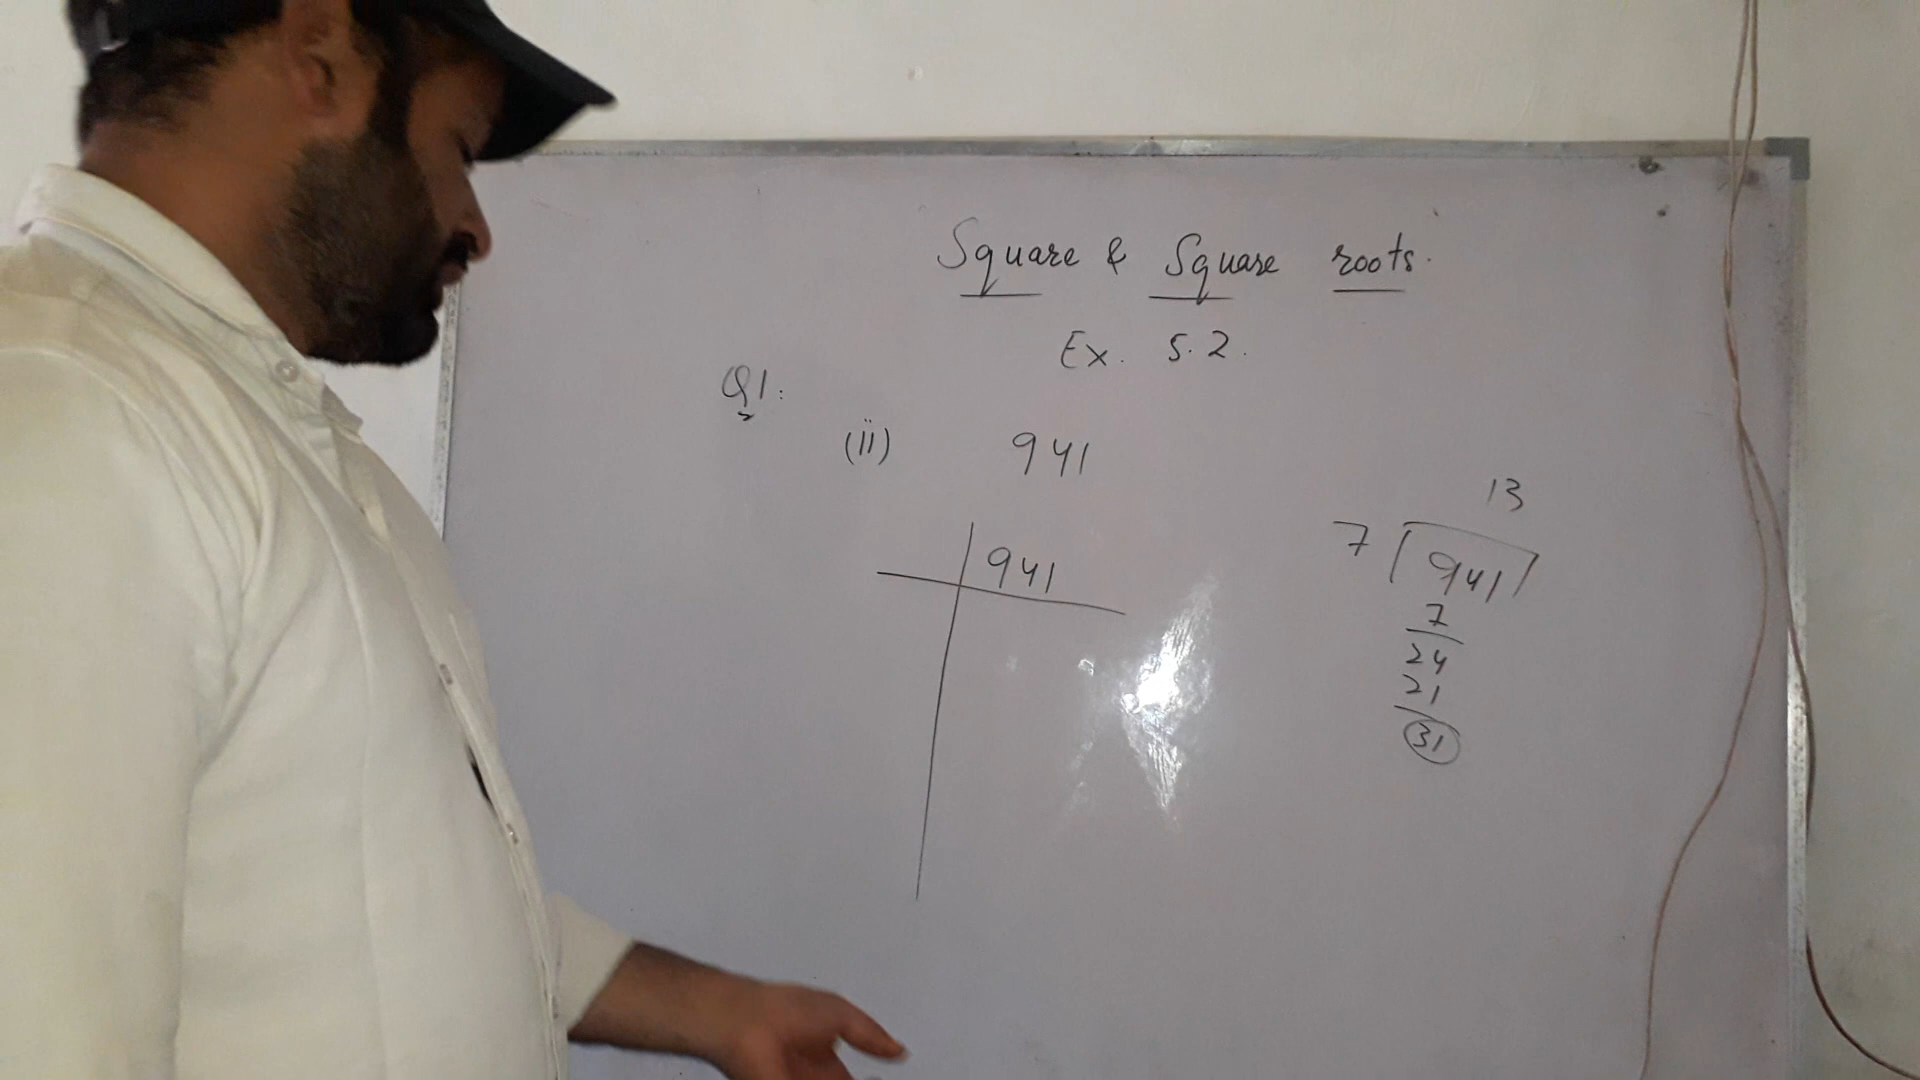 Square & Square roots.
Ex. 5.2.
Q1:
(ii) 941
941
13
7 941
7
24
21
31